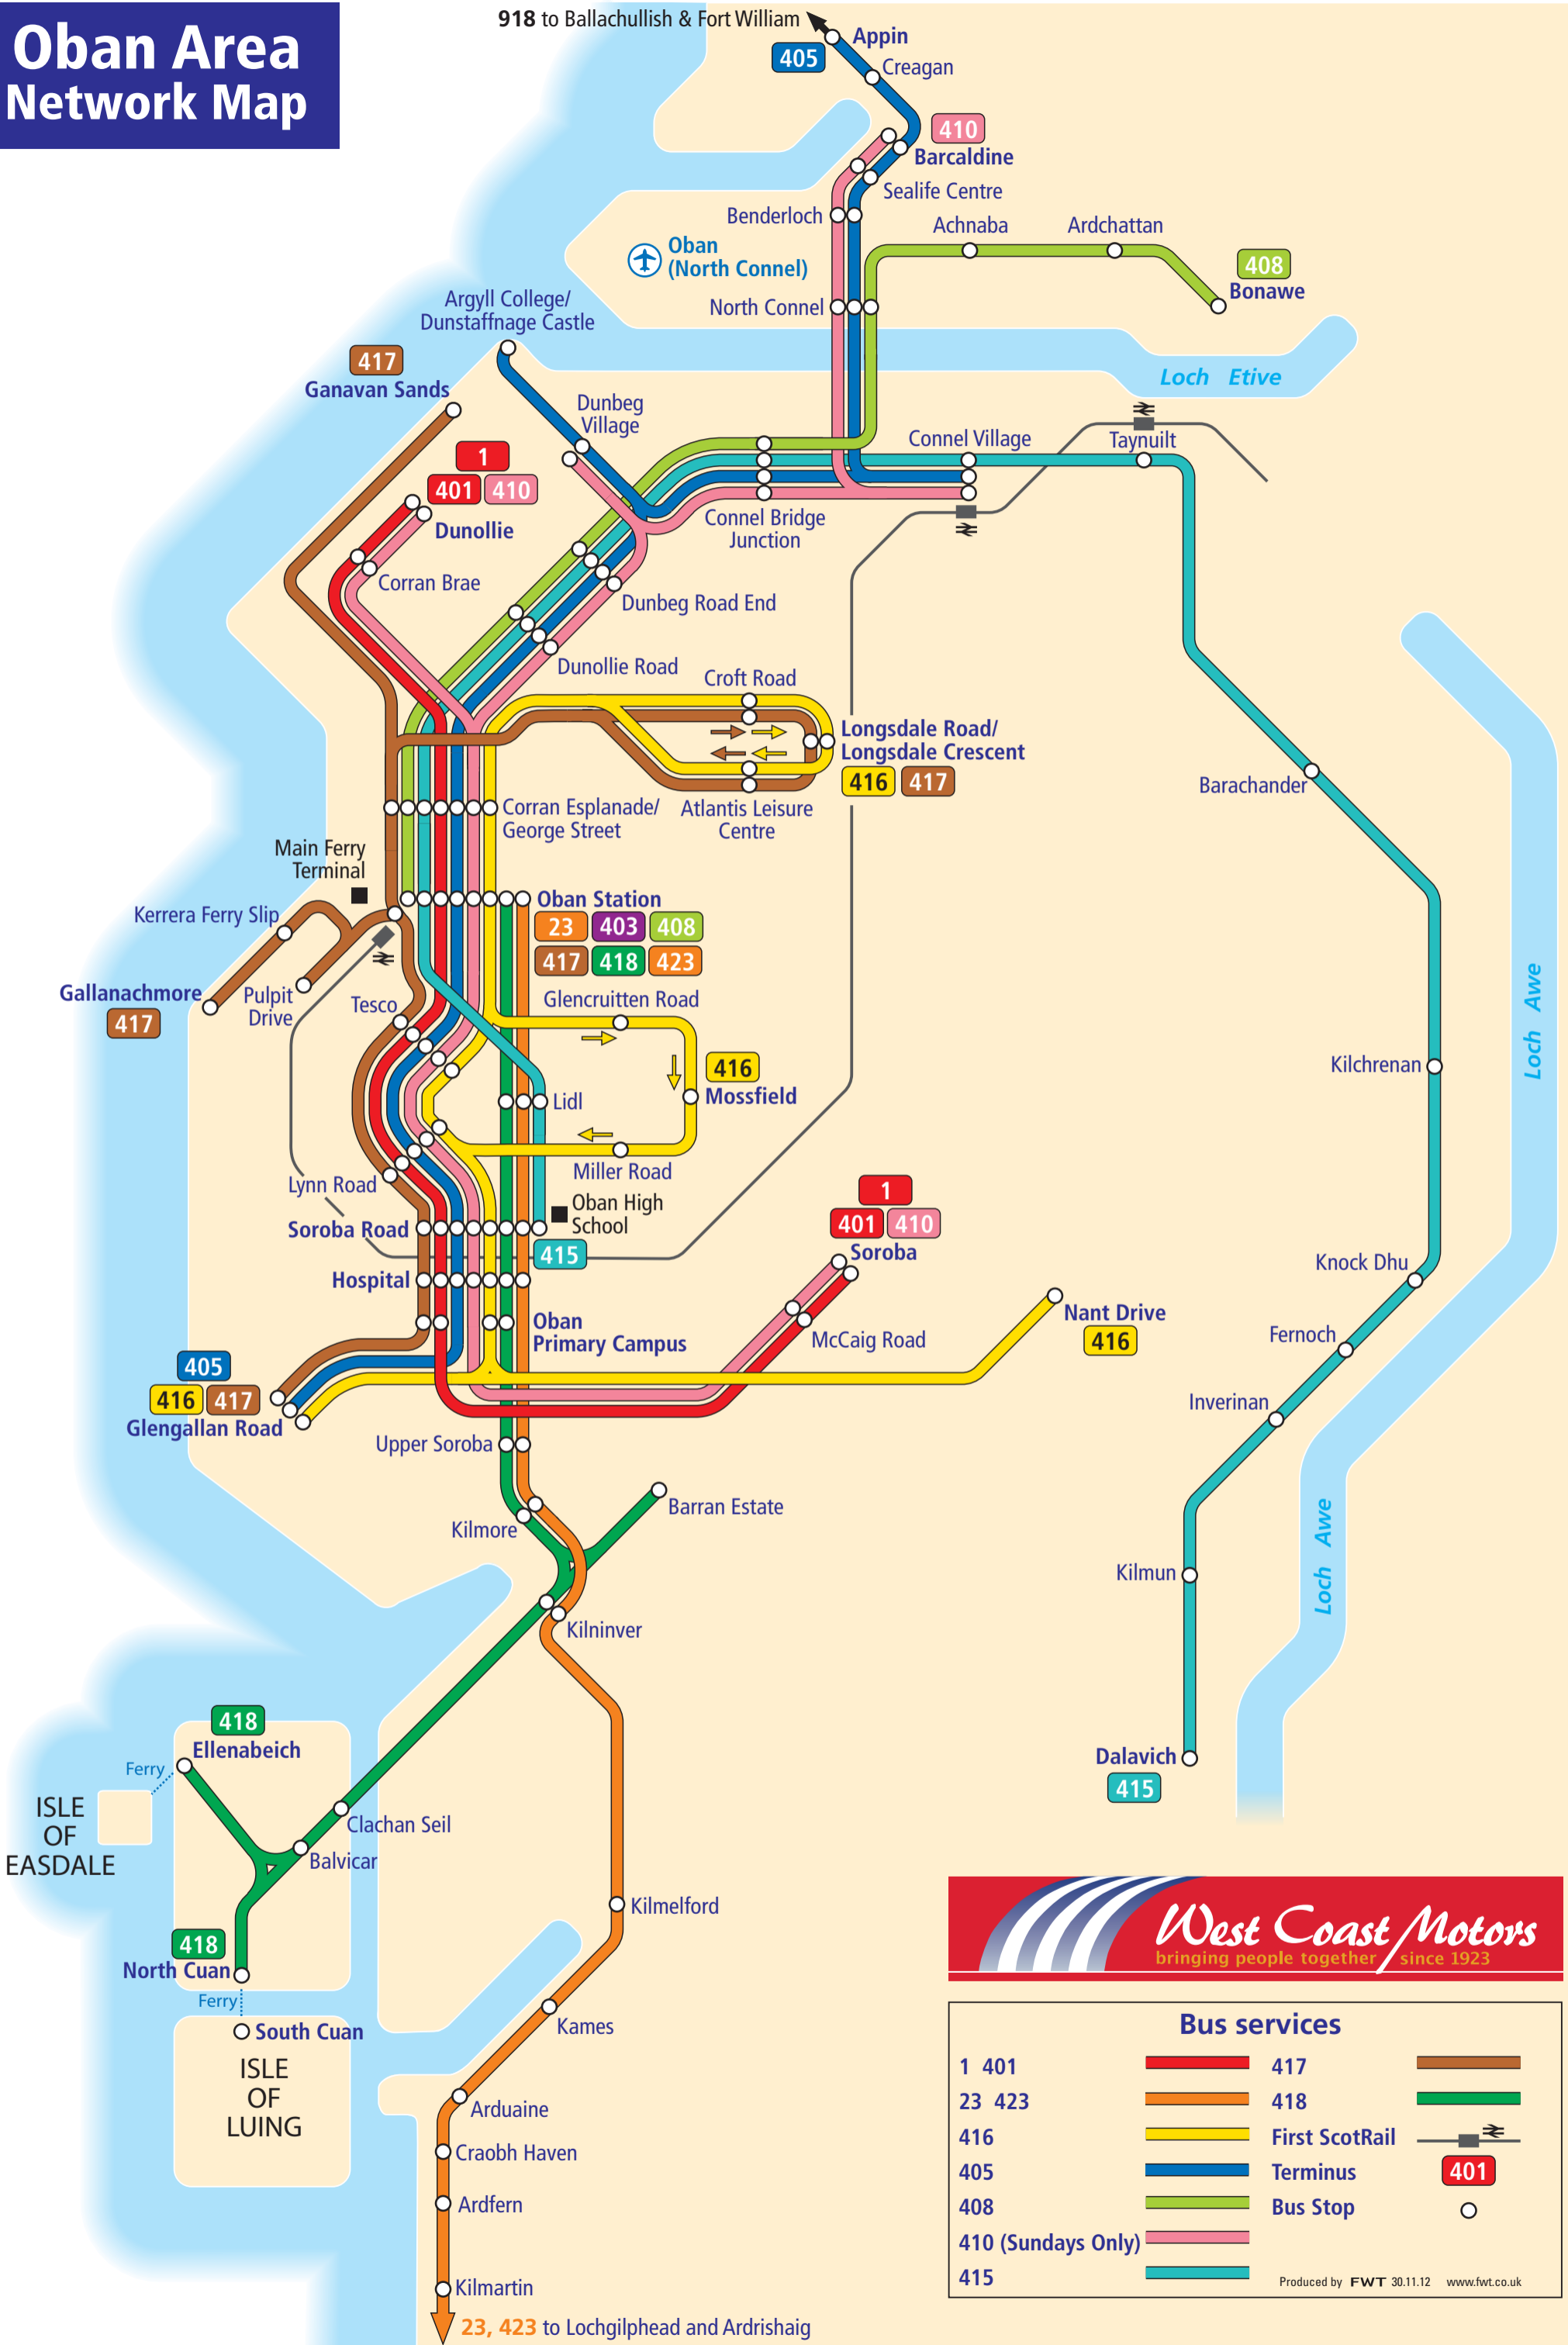 Oban Area
Network Map
918 to Ballachullish & Fort William
Appin
405
Creagan
410
Barcaldine
Sealife Centre
Benderloch
Achnaba
Ardchattan
Oban
(North Connel)
408
Bonawe
North Connel
Argyll College/
Dunstaffnage Castle
417
Ganavan Sands
Loch Etive
Dunbeg
Village
Connel Village
Taynuilt
1
401 410
Dunollie
Connel Bridge
Junction
Corran Brae
Dunbeg Road End
Dunollie Road
Croft Road
Longsdale Road/
Longsdale Crescent
416 417
Barachander
Corran Esplanade/
George Street
Atlantis Leisure
Centre
Main Ferry
Terminal
Kerrera Ferry Slip
Oban Station
23 403 408
417 418 423
Gallanachmore
417
Pulpit
Drive
Tesco
Glencruitten Road
Loch Awe
416
Mossfield
Kilchrenan
Lidl
Miller Road
Lynn Road
Oban High
School
Soroba Road
415
1
401 410
Soroba
Hospital
Knock Dhu
Oban
Primary Campus
McCaig Road
Nant Drive
416
Fernoch
405
416 417
Glengallan Road
Inverinan
Upper Soroba
Barran Estate
Kilmore
Loch Awe
Kilmun
Kilninver
418
Ellenabeich
Dalavich
415
Ferry
ISLE
OF
EASDALE
Clachan Seil
Balvicar
Kilmelford
418
North Cuan
Ferry
South Cuan
ISLE
OF
LUING
Kames
Arduaine
Craobh Haven
Ardfern
Kilmartin
23, 423 to Lochgilphead and Ardrishaig
West Coast Motors
bringing people together since 1923
Bus services
1 401
417
23 423
418
416
First ScotRail
405
Terminus
401
408
Bus Stop
410 (Sundays Only)
415
Produced by FWT 30.11.12 www.fwt.co.uk